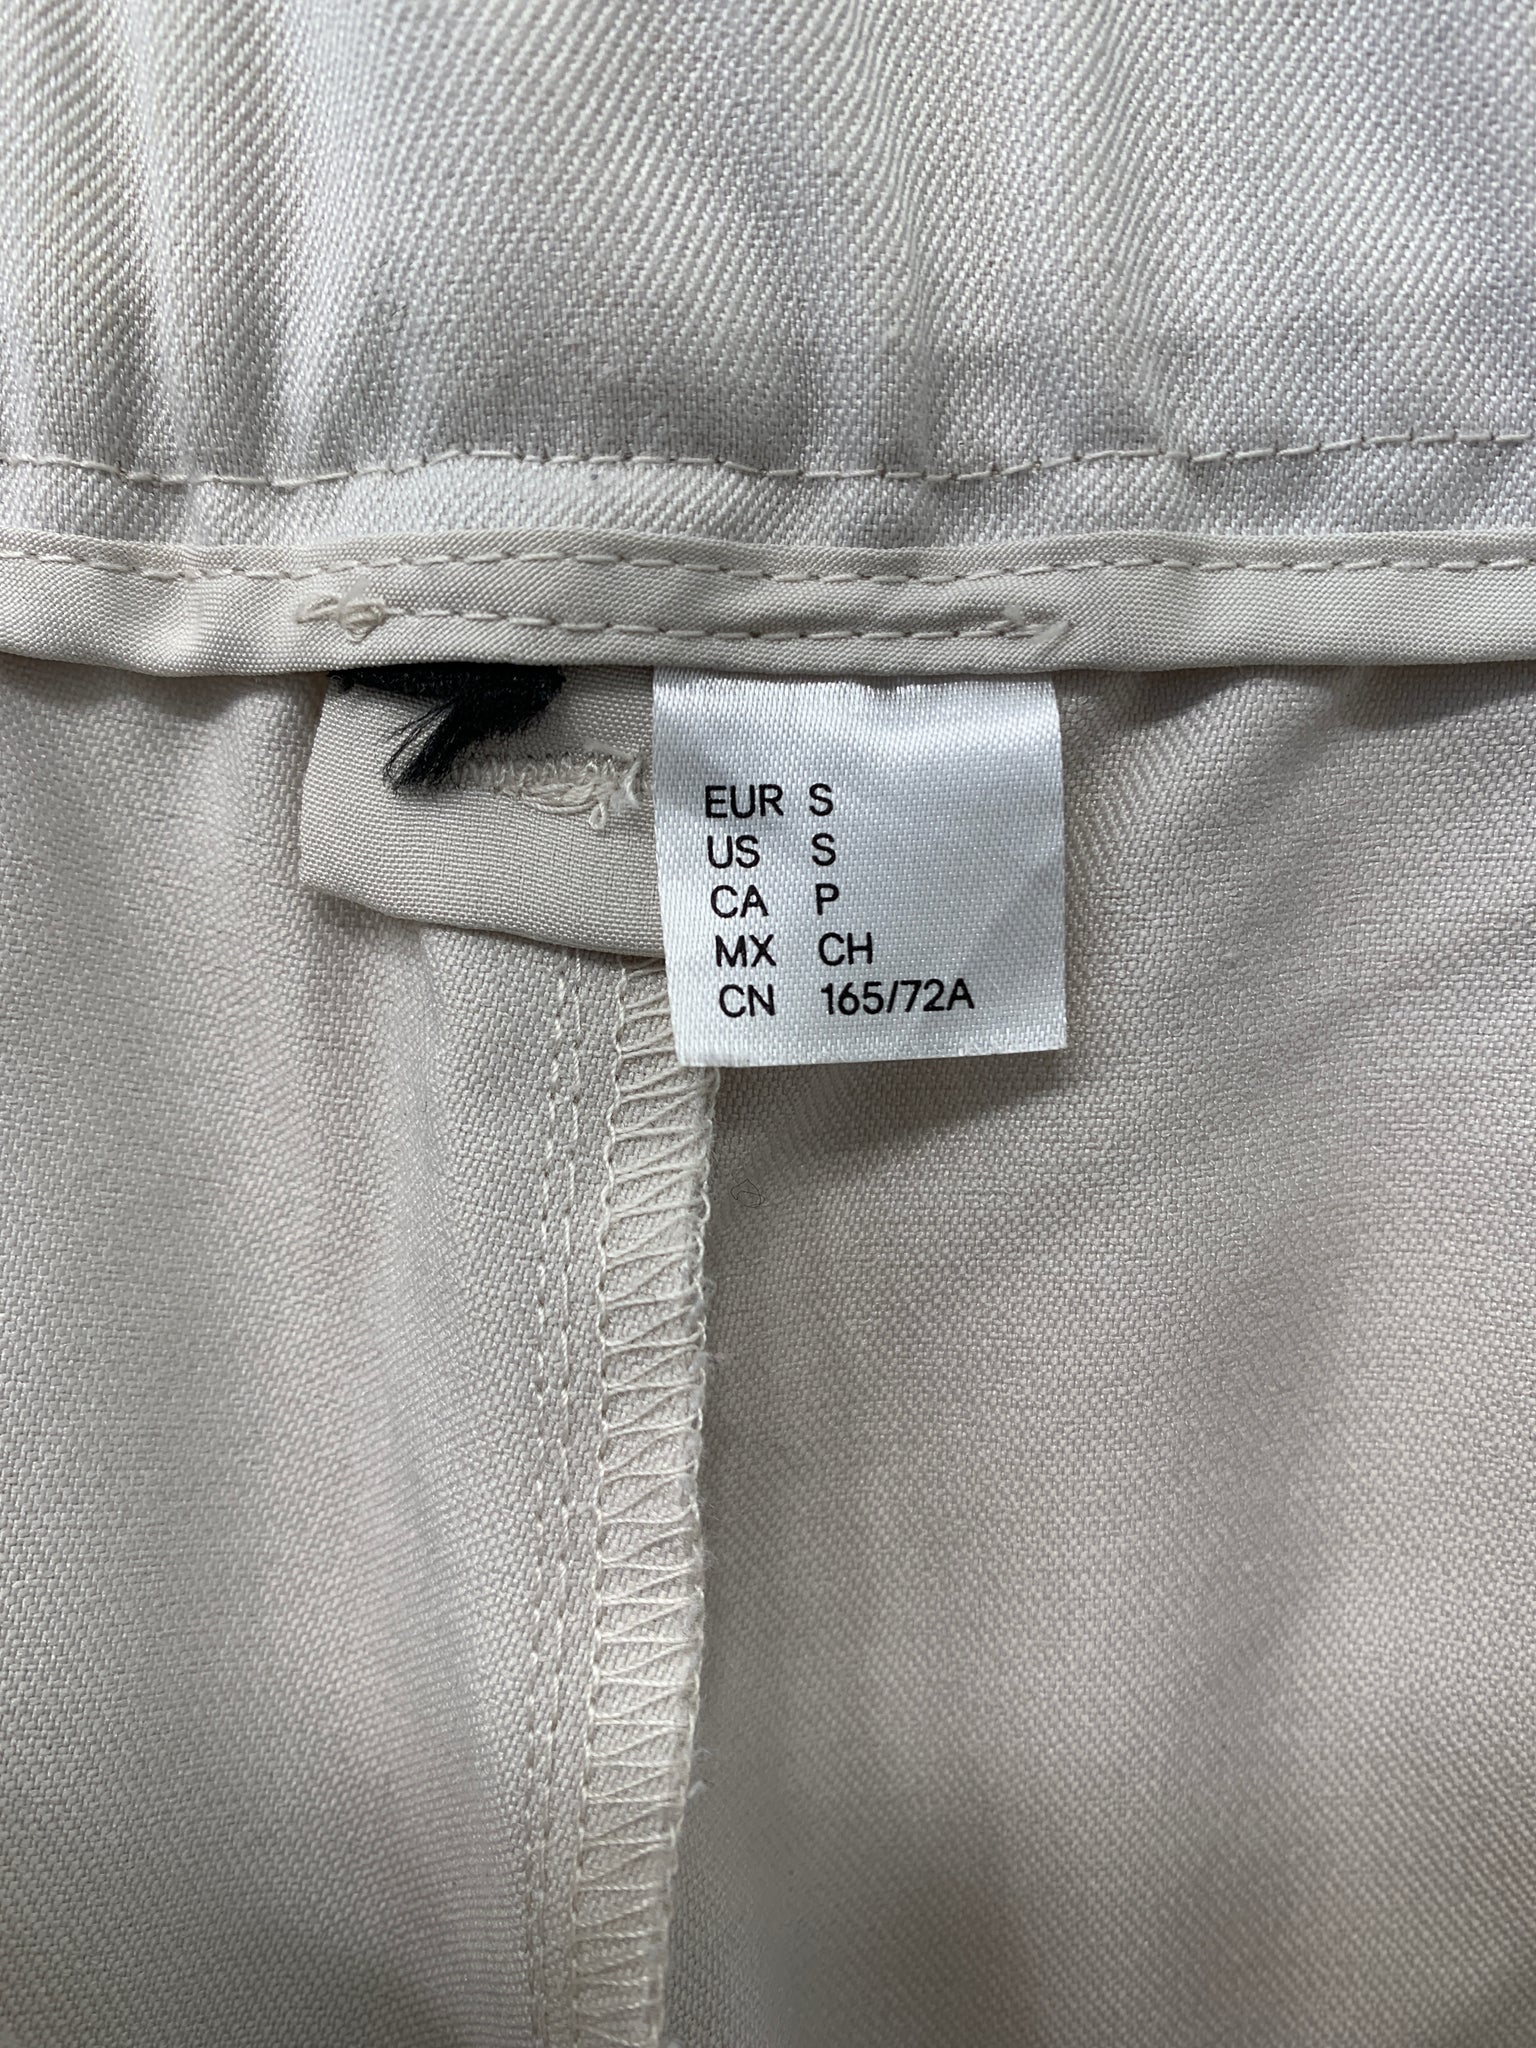 EUR S
US S
CA P
MX CH
CN 165/72A